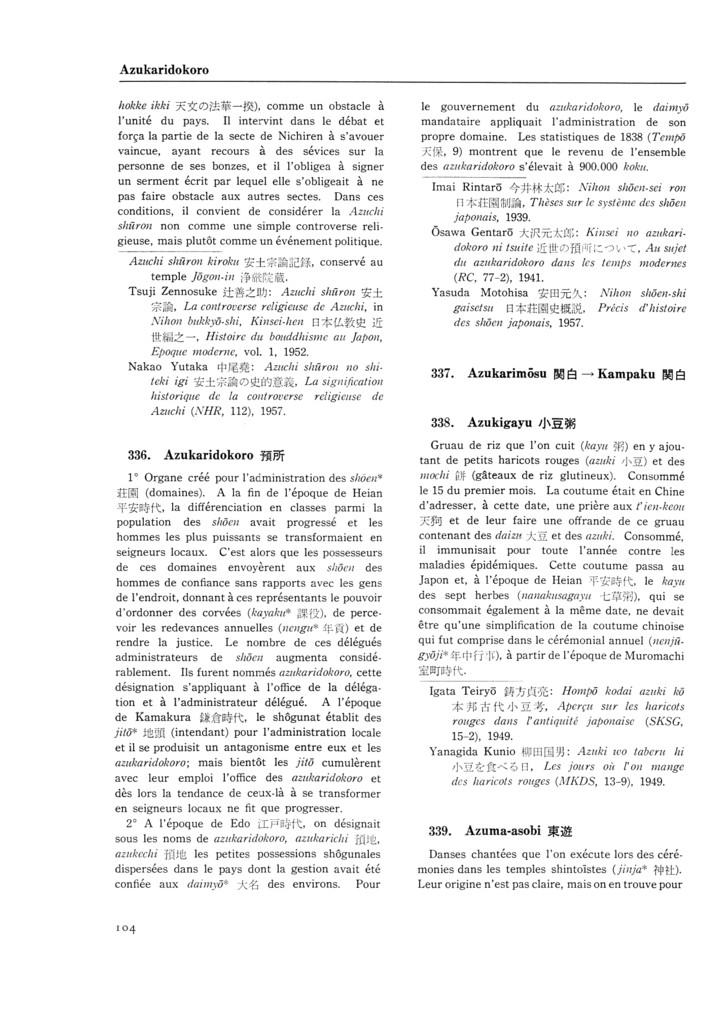 Azukaridokoro
hokke ikki 天文の法華一揆), comme un obstacle à
l'unité du pays. Il intervint dans le débat et
força la partie de la secte de Nichiren à s'avouer
vaincue, ayant recours à des sévices sur la
personne de ses bonzes, et il l'obligea à signer
un serment écrit par lequel elle s'obligeait à ne
pas faire obstacle aux autres sectes. Dans ces
conditions, il convient de considérer la Azuchi
shūron non comme une simple controverse reli-
gieuse, mais plutôt comme un événement politique.
Azuchi shūron kiroku 安土宗論記録, conservé au
temple Jōgon-in 浄厳院蔵.
Tsuji Zennosuke 辻善之助: Azuchi shūron 安土
宗論, La controverse religieuse de Azuchi, in
Nihon bukkyō-shi, Kinsei-hen 日本仏教史 近
世編之一, Histoire du bouddhisme au Japon,
Epoque moderne, vol. 1, 1952.
Nakao Yutaka 中尾堯: Azuchi shūron no shi-
teki igi 安土宗論の史的意義, La signification
historique de la controverse religieuse de
Azuchi (NHR, 112), 1957.
336. Azukaridokoro 預所
1° Organe créé pour l'administration des shōen*
荘園 (domaines). A la fin de l'époque de Heian
平安時代, la différenciation en classes parmi la
population des shōen avait progressé et les
hommes les plus puissants se transformaient en
seigneurs locaux. C'est alors que les possesseurs
de ces domaines envoyèrent aux shōen des
hommes de confiance sans rapports avec les gens
de l'endroit, donnant à ces représentants le pouvoir
d'ordonner des corvées (kayaku* 課役), de perce-
voir les redevances annuelles (nengu* 年貢) et de
rendre la justice. Le nombre de ces délégués
administrateurs de shōen augmenta considé-
rablement. Ils furent nommés azukaridokoro, cette
désignation s'appliquant à l'office de la déléga-
tion et à l'administrateur délégué. A l'époque
de Kamakura 鎌倉時代, le shōgunat établit des
jitō* 地頭 (intendant) pour l'administration locale
et il se produisit un antagonisme entre eux et les
azukaridokoro; mais bientôt les jitō cumulèrent
avec leur emploi l'office des azukaridokoro et
dès lors la tendance de ceux-là à se transformer
en seigneurs locaux ne fit que progresser.
2° A l'époque de Edo 江戸時代, on désignait
sous les noms de azukaridokoro, azukarichi 預地,
azukechi 預地 les petites possessions shōgunales
dispersées dans le pays dont la gestion avait été
confiée aux daimyō* 大名 des environs. Pour
le gouvernement du azukaridokoro, le daimyō
mandataire appliquait l'administration de son
propre domaine. Les statistiques de 1838 (Tempō
天保, 9) montrent que le revenu de l'ensemble
des azukaridokoro s'élevait à 900.000 koku.
Imai Rintarō 今井林太郎: Nihon shōen-sei ron
日本荘園制論, Thèses sur le système des shōen
japonais, 1939.
Ōsawa Gentarō 大沢元太郎: Kinsei no azukari-
dokoro ni tsuite 近世の預所について, Au sujet
du azukaridokoro dans les temps modernes
(RC, 77-2), 1941.
Yasuda Motohisa 安田元久: Nihon shōen-shi
gaisetsu 日本荘園史概説, Précis d'histoire
des shōen japonais, 1957.
337. Azukarimōsu 関白 → Kampaku 関白
338. Azukigayu 小豆粥
Gruau de riz que l'on cuit (kayu 粥) en y ajou-
tant de petits haricots rouges (azuki 小豆) et des
mochi 餅 (gâteaux de riz glutineux). Consommé
le 15 du premier mois. La coutume était en Chine
d'adresser, à cette date, une prière aux t'ien-keou
天狗 et de leur faire une offrande de ce gruau
contenant des daizu 大豆 et des azuki. Consommé,
il immunisait pour toute l'année contre les
maladies épidémiques. Cette coutume passa au
Japon et, à l'époque de Heian 平安時代, le kayu
des sept herbes (nanakusagayu 七草粥), qui se
consommait également à la même date, ne devait
être qu'une simplification de la coutume chinoise
qui fut comprise dans le cérémonial annuel (nenjū-
gyōji* 年中行事), à partir de l'époque de Muromachi
室町時代.
Igata Teiryō 鋳方貞亮: Hompō kodai azuki kō
本邦古代小豆考, Aperçu sur les haricots
rouges dans l'antiquité japonaise (SKSG,
15-2), 1949.
Yanagida Kunio 柳田国男: Azuki wo taberu hi
小豆を食べる日, Les jours où l'on mange
des haricots rouges (MKDS, 13-9), 1949.
339. Azuma-asobi 東遊
Danses chantées que l'on exécute lors des céré-
monies dans les temples shintoïstes (jinja* 神社).
Leur origine n'est pas claire, mais on en trouve pour
104